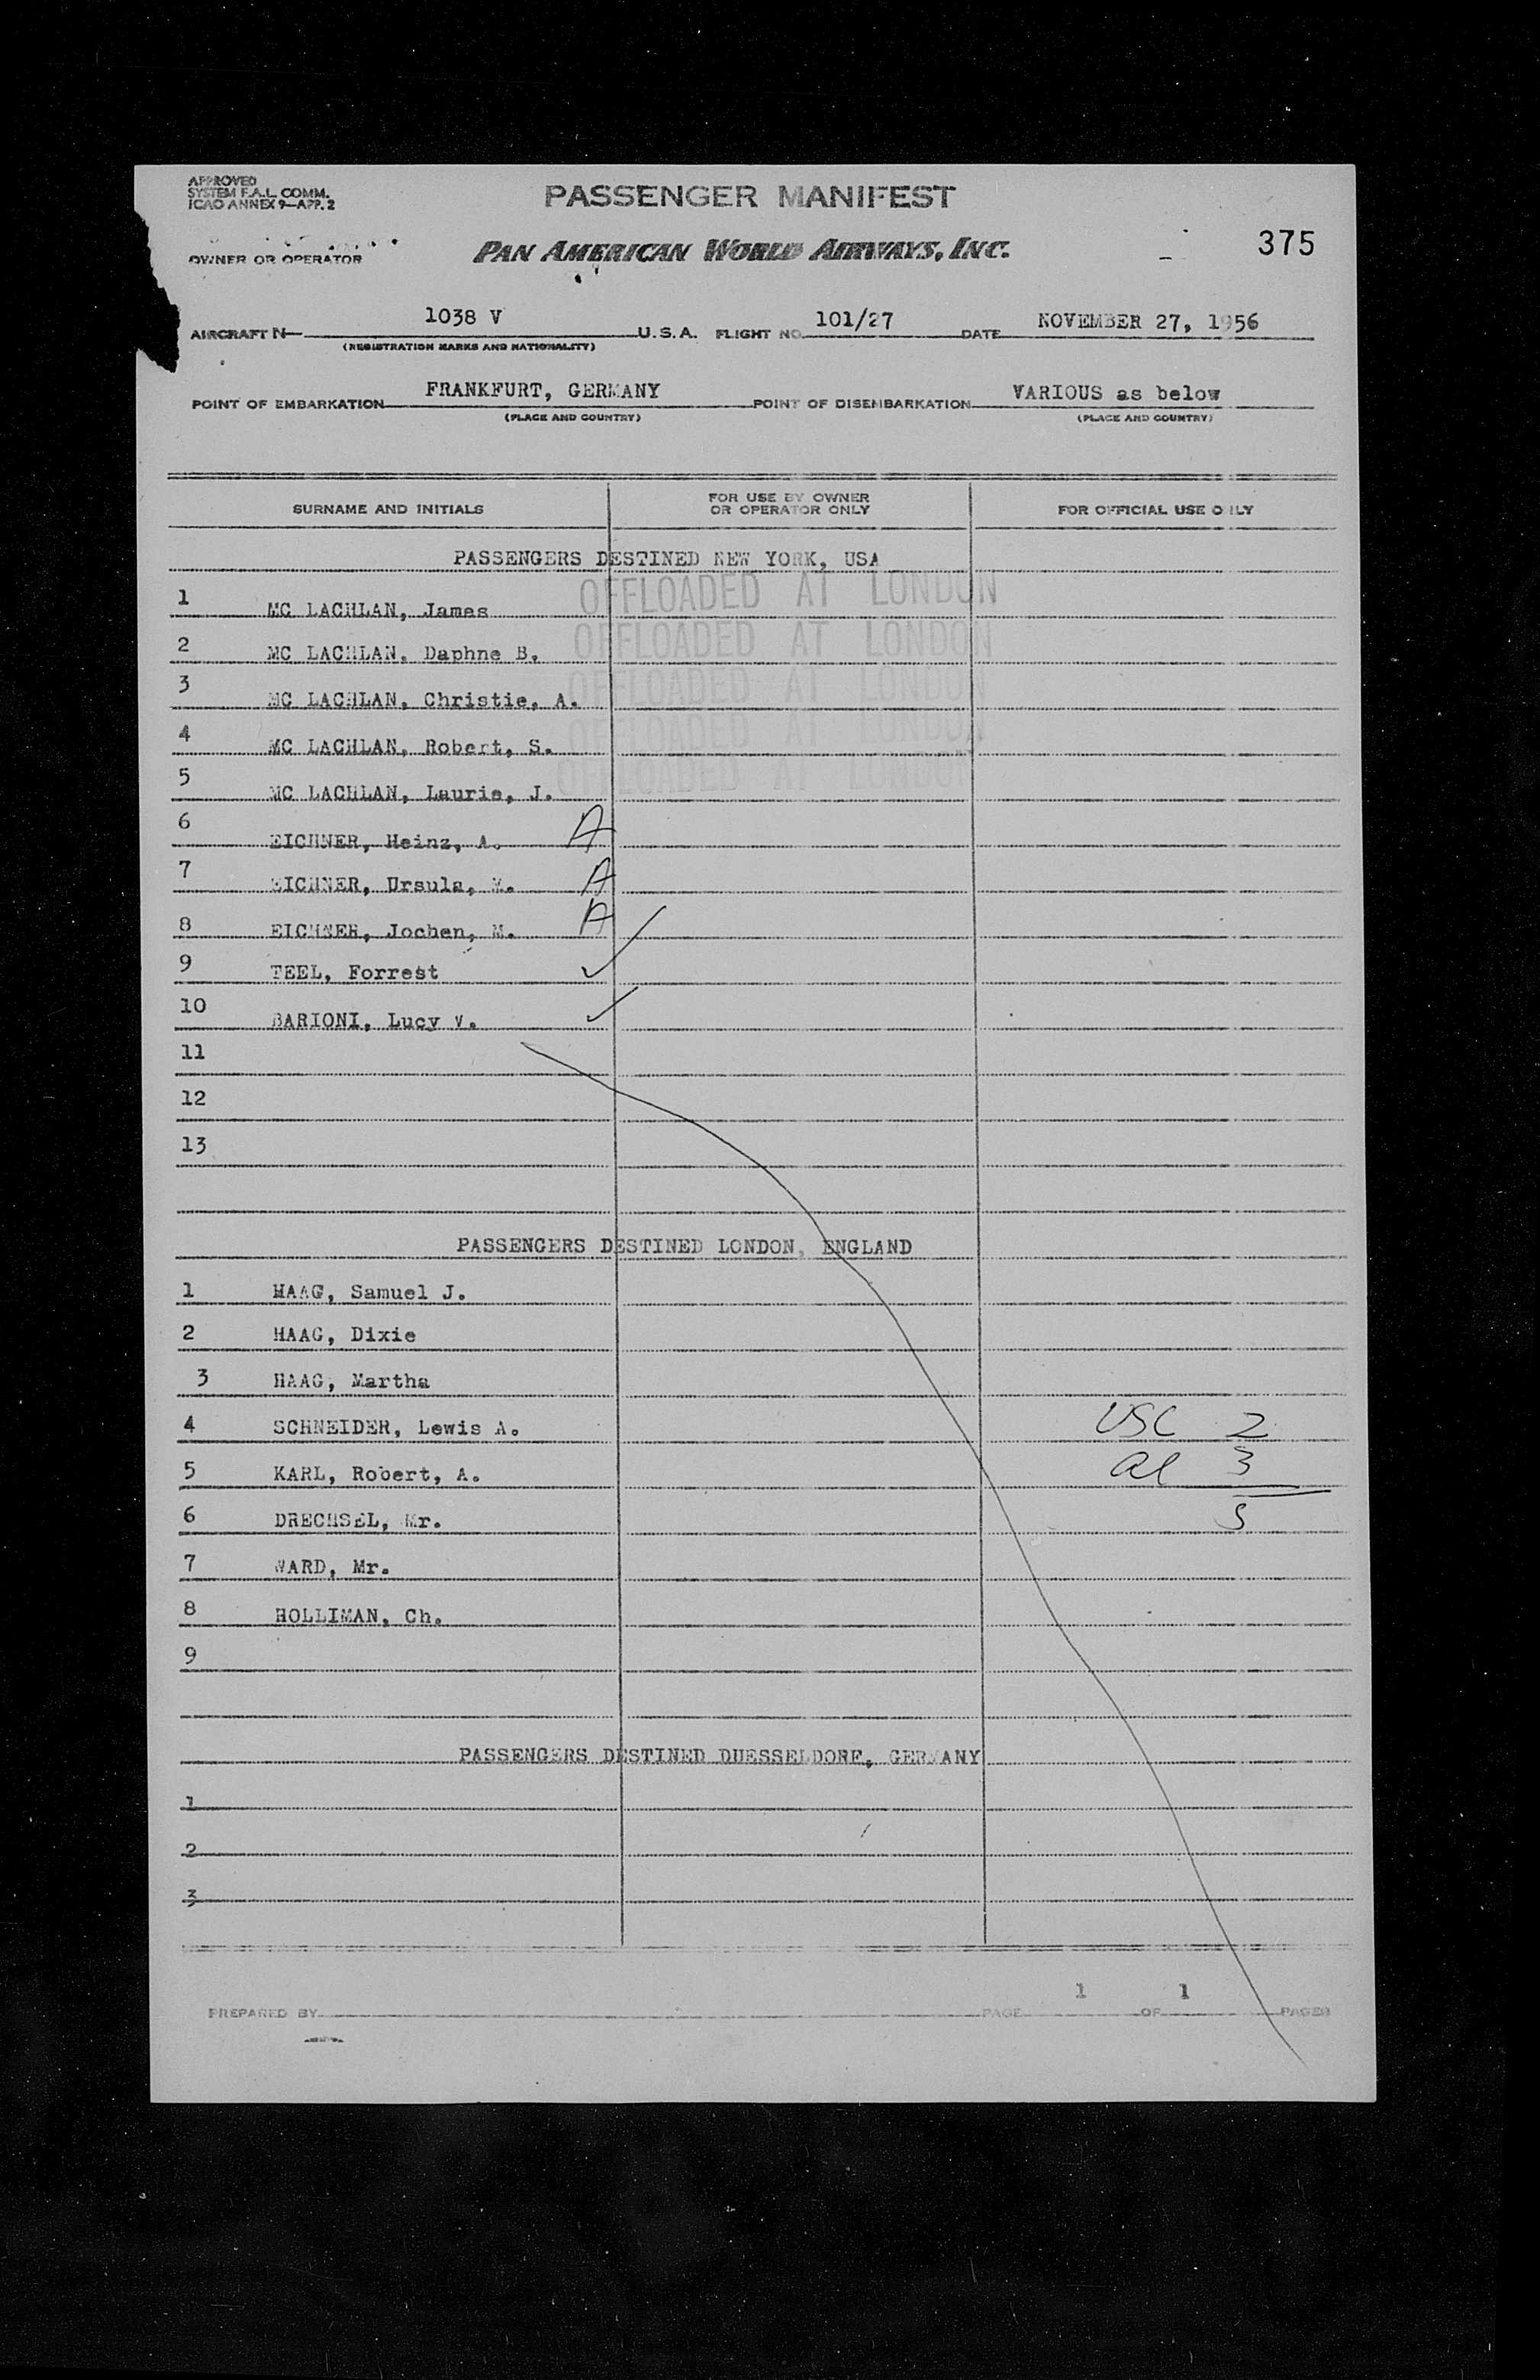 APPROVED
SYSTEM F.A.L. COMM.
ICAO ANNEX 9—APP. 2
PASSENGER MANIFEST
OWNER OR OPERATOR
PAN AMERICAN WORLD AIRWAYS, INC.
375
AIRCRAFT N— 1038 V U.S.A. FLIGHT NO. 101/27 DATE NOVEMBER 27, 1956
(REGISTRATION MARKS AND NATIONALITY)
POINT OF EMBARKATION FRANKFURT, GERMANY POINT OF DISEMBARKATION VARIOUS as below
(PLACE AND COUNTRY) (PLACE AND COUNTRY)
SURNAME AND INITIALS FOR USE BY OWNER OR OPERATOR ONLY FOR OFFICIAL USE ONLY
PASSENGERS DESTINED NEW YORK, USA
1 MC LACHLAN, James OFFLOADED AT LONDON
2 MC LACHLAN, Daphne B. OFFLOADED AT LONDON
3 MC LACHLAN, Christie, A. OFFLOADED AT LONDON
4 MC LACHLAN, Robert, S. OFFLOADED AT LONDON
5 MC LACHLAN, Laurie, J. OFFLOADED AT LONDON
6 EICHNER, Heinz, A. A
7 EICHNER, Ursula, A
8 EICHNER, Jochen, M. A
9 TEEL, Forrest
10 BARIONI, Lucy V.
11
12
13
PASSENGERS DESTINED LONDON, ENGLAND
1 HAAG, Samuel J.
2 HAAG, Dixie
3 HAAG, Martha
4 SCHNEIDER, Lewis A. USC 2
5 KARL, Robert, A. al 3
6 DRECHSEL, Mr. 5
7 WARD, Mr.
8 HOLLIMAN, Ch.
9
PASSENGERS DESTINED DUESSELDORF, GERMANY
1
2
3
PREPARED BY PAGE 1 OF 1 PAGES